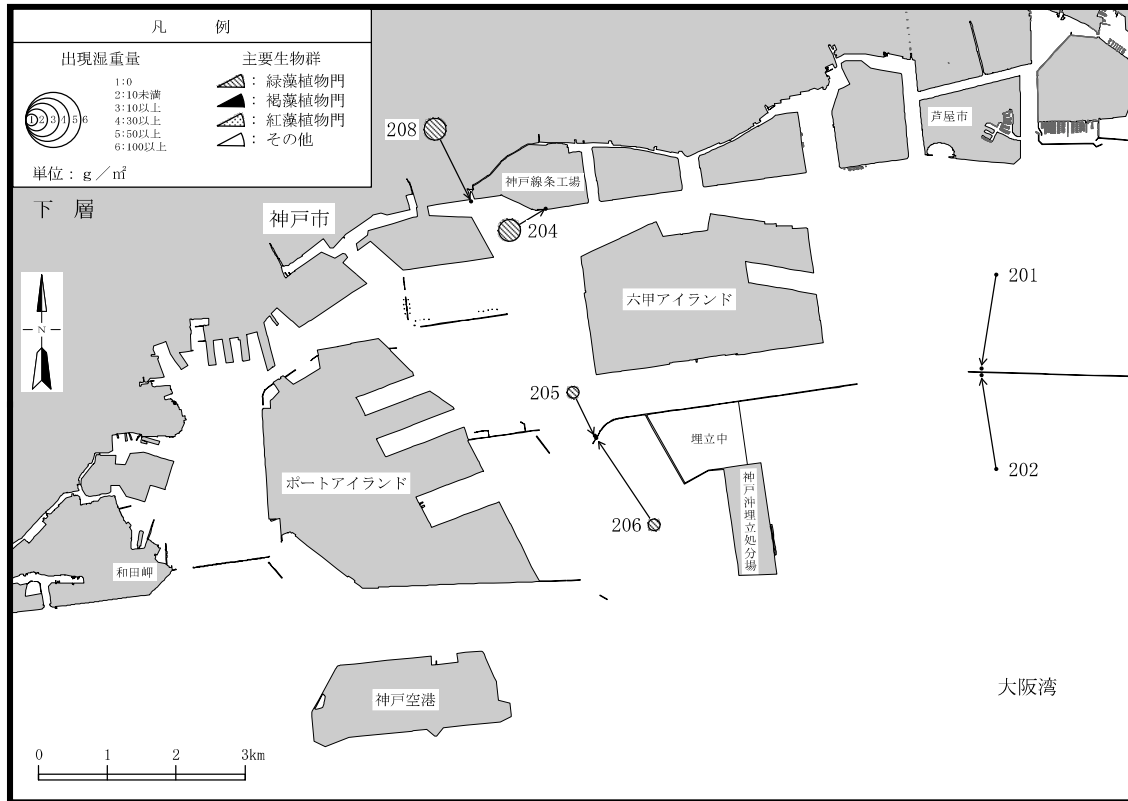 凡 例
出現湿重量
主要生物群
1:0
2:10未満
3:10以上
4:30以上
5:50以上
6:100以上
1 2 3 4 5 6
: 緑藻植物門
: 褐藻植物門
: 紅藻植物門
: その他
単位: g/㎡
下 層
N
208
神戸線条工場
204
神戸市
芦屋市
六甲アイランド
201
205
埋立中
202
ポートアイランド
神戸沖埋立処分場
206
和田岬
神戸空港
大阪湾
0 1 2 3km